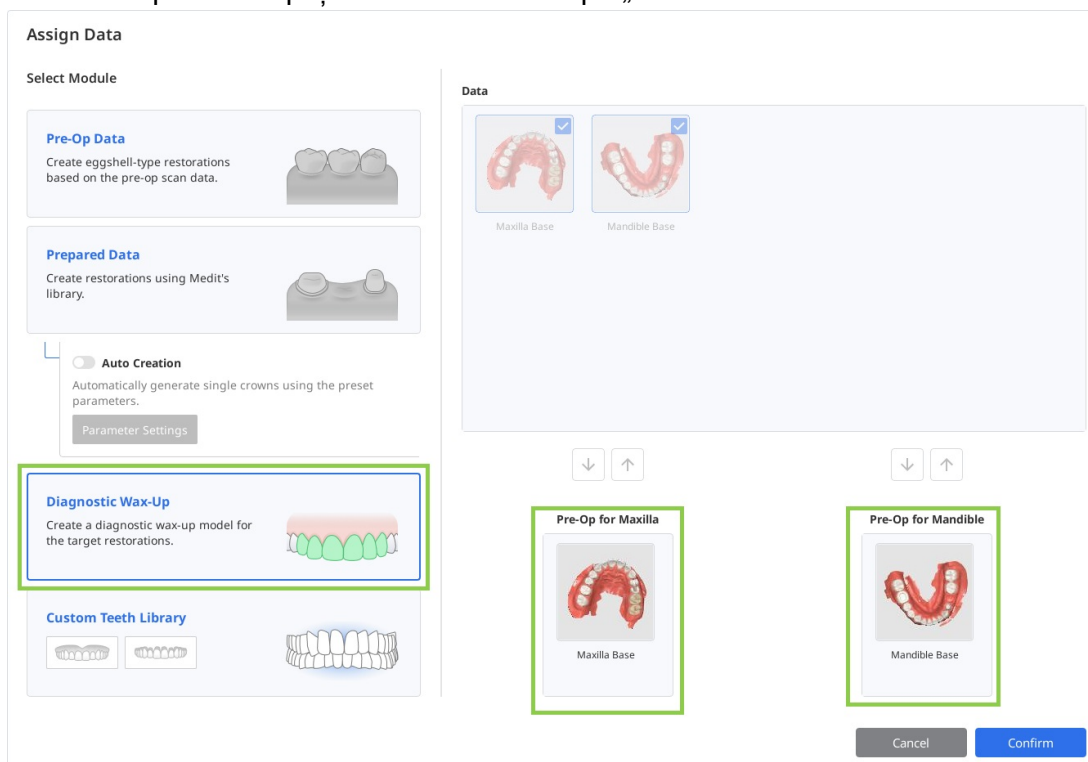 Assign Data
Select Module
Pre-Op Data
Create eggshell-type restorations
based on the pre-op scan data.
Prepared Data
Create restorations using Medit's
library.
Auto Creation
Automatically generate single crowns using the preset
parameters.
Parameter Settings
Diagnostic Wax-Up
Create a diagnostic wax-up model for
the target restorations.
Custom Teeth Library
Data
Maxilla Base
Mandible Base
Pre-Op for Maxilla
Maxilla Base
Pre-Op for Mandible
Mandible Base
Cancel
Confirm